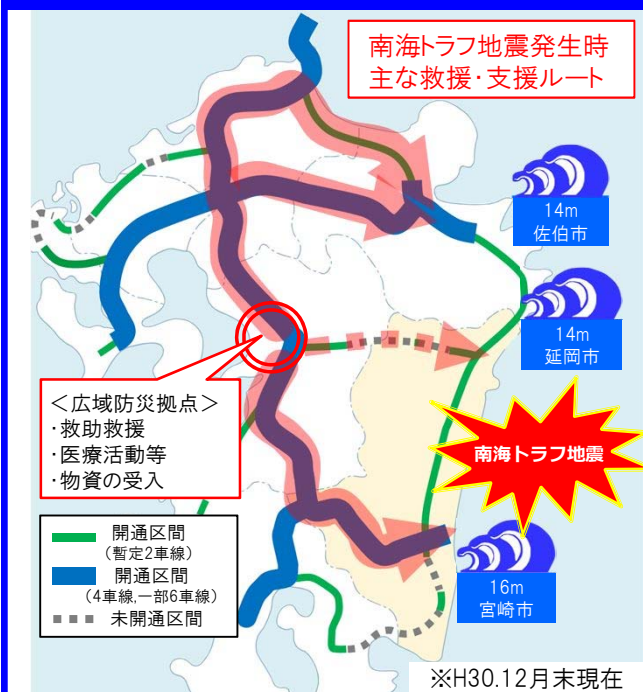 南海トラフ地震発生時
主な救援・支援ルート
14m
佐伯市
14m
延岡市
＜広域防災拠点＞
・救助救援
・医療活動等
・物資の受入
南海トラフ地震
開通区間
（暫定2車線）
開通区間
（4車線,一部6車線）
未開通区間
16m
宮崎市
※H30.12月末現在